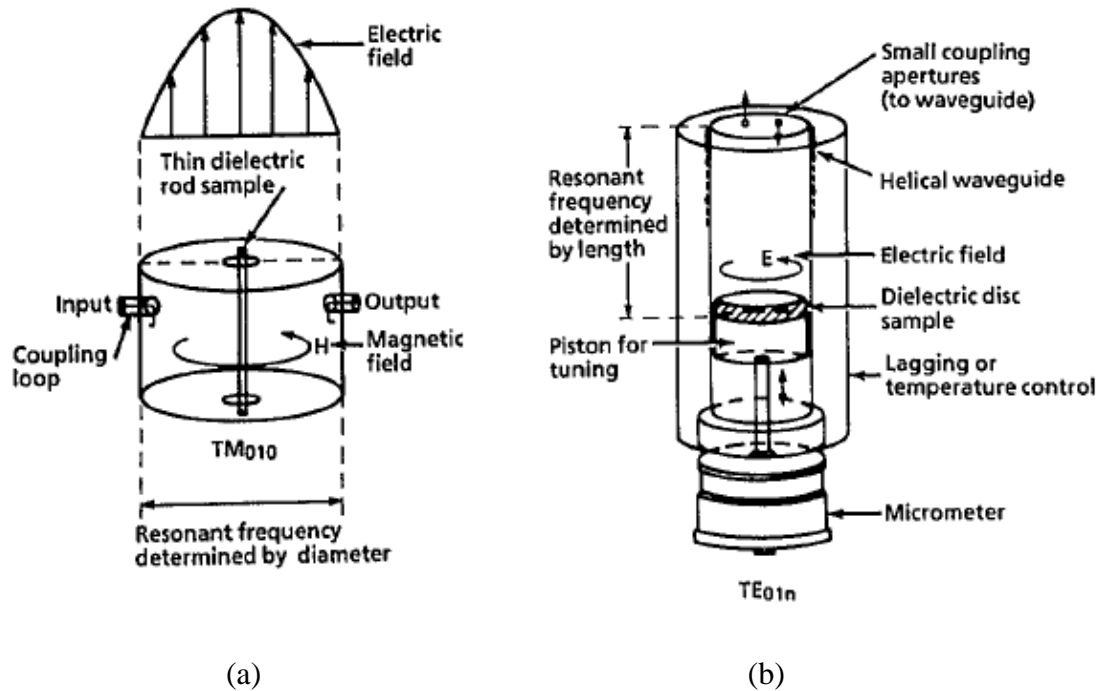 Electric
field
Thin dielectric
rod sample
Input
Output
Coupling
loop
H
Magnetic
field
TM010
Resonant frequency
determined by diameter
(a)
Small coupling
apertures
(to waveguide)
Resonant
frequency
determined
by length
Helical waveguide
E
Electric field
Dielectric disc
sample
Piston for
tuning
Lagging or
temperature control
Micrometer
TE01n
(b)